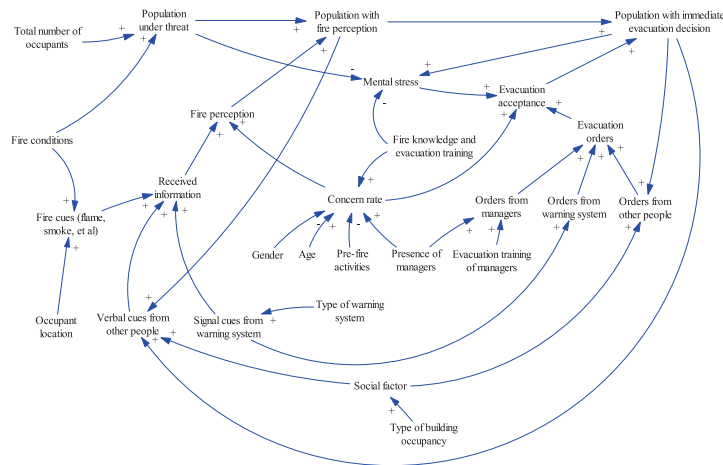 Population
under threat
Population with
fire perception
Population with immediate
evacuation decision
Total number of
occupants
+
+
+
+
+
+
+
-
Mental stress
+
+
Evacuation
acceptance
-
+
+
Fire perception
+
+
Evacuation
orders
+
+
+
Fire conditions
Fire knowledge and
evacuation training
Received
information
+
+
+
+
Concern rate
+
+
-
-
+
Orders from
managers
Orders from
warning system
Orders from
other people
+
+
+
+
+
Fire cues (flame,
smoke, et al)
+
+
Gender
Age
Pre-fire
activities
Presence of
managers
Evacuation training
of managers
Occupant
location
Verbal cues from
other people
+
+
+
Signal cues from
warning system
+
Type of warning
system
Social factor
+
Type of building
occupancy